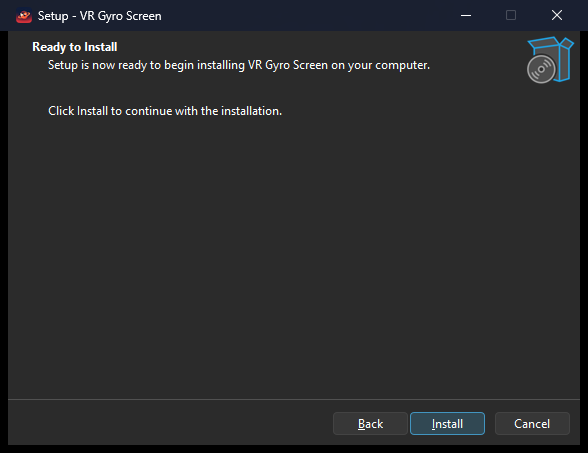 Setup - VR Gyro Screen
Ready to Install
Setup is now ready to begin installing VR Gyro Screen on your computer.
Click Install to continue with the installation.
Back
Install
Cancel